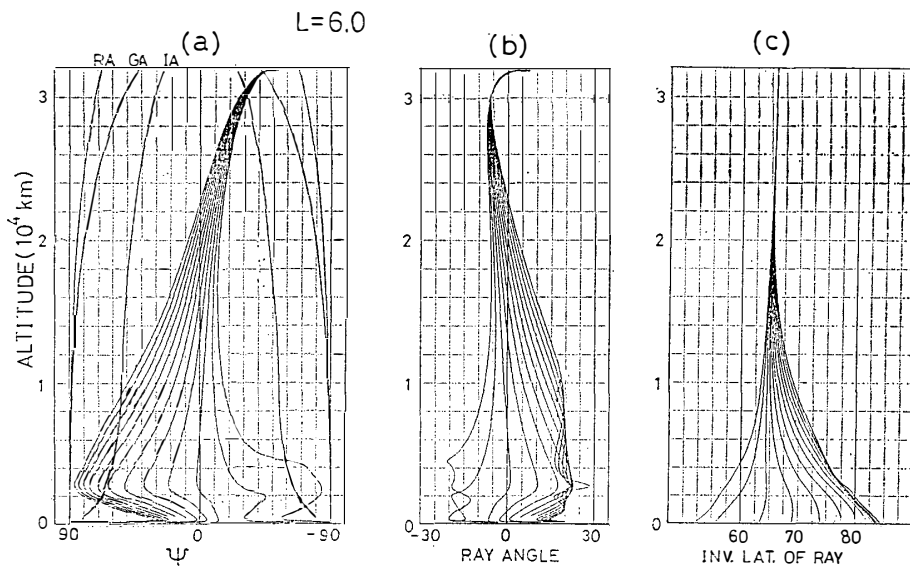 L=6.0
(a)
(b)
(c)
RA GA IA
ALTITUDE (10⁴ km)
3
2
1
0
90
0
-90
Ψ
3
2
1
0
-30
0
30
RAY ANGLE
3
2
1
0
60
70
80
INV. LAT. OF RAY